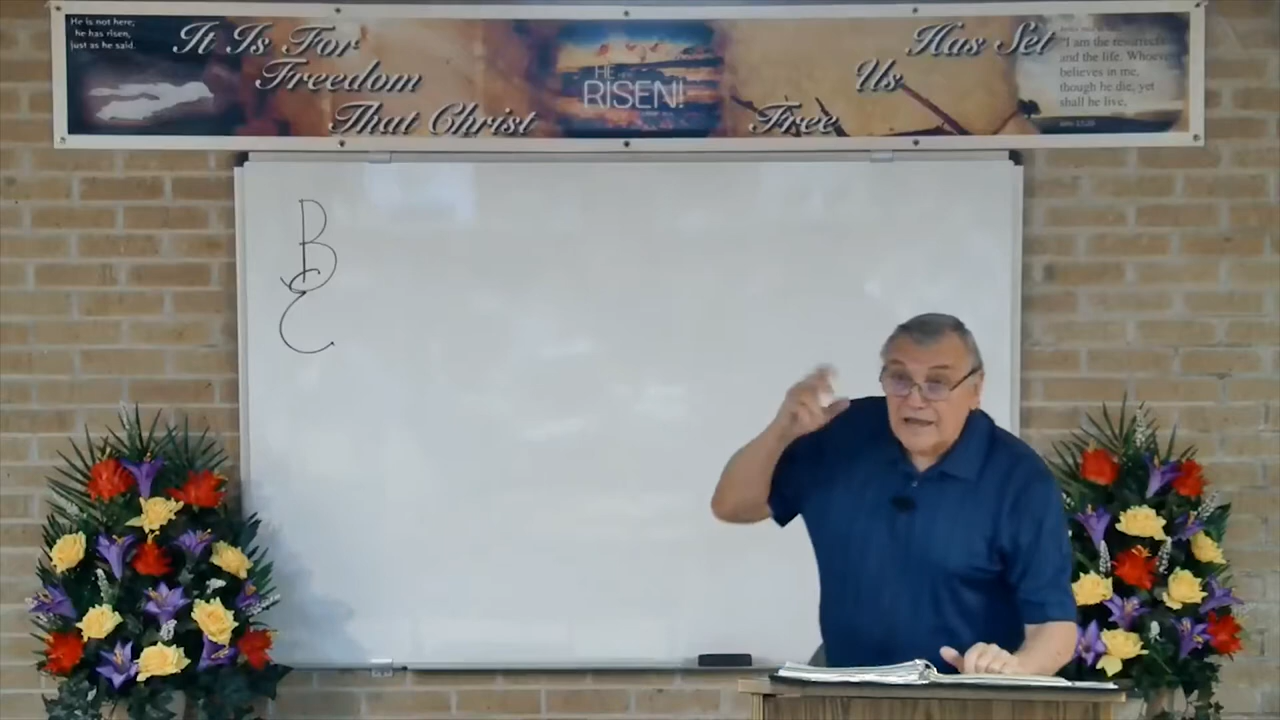 He is not here;
he has risen,
just as he said.
It Is For
Freedom
That Christ
HE
RISEN!
Has Set
Us
Free
"I am the resurrection
and the life. Whoever
believes in me,
though he die, yet
shall he live,
B
C